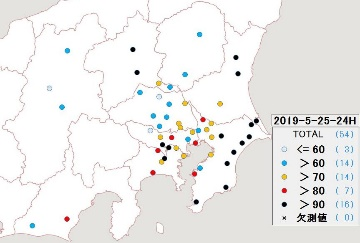 2019-5-25-24H
TOTAL (54)
<= 60 ( 3 )
> 60 (14)
> 70 (14)
> 80 ( 7 )
> 90 (16)
× 欠測値 ( 0 )